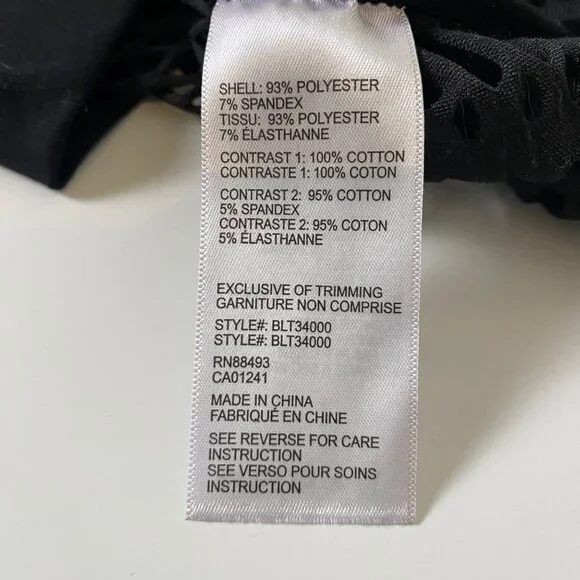 SHELL: 93% POLYESTER
7% SPANDEX
TISSU: 93% POLYESTER
7% ÉLASTHANNE
CONTRAST 1: 100% COTTON
CONTRASTE 1: 100% COTON
CONTRAST 2: 95% COTTON
5% SPANDEX
CONTRASTE 2: 95% COTON
5% ÉLASTHANNE
EXCLUSIVE OF TRIMMING
GARNITURE NON COMPRISE
STYLE#: BLT34000
STYLE#: BLT34000
RN88493
CA01241
MADE IN CHINA
FABRIQUÉ EN CHINE
SEE REVERSE FOR CARE
INSTRUCTION
SEE VERSO POUR SOINS
INSTRUCTION